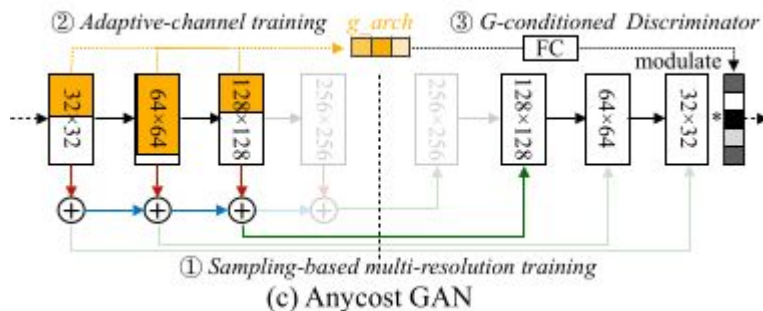 ② Adaptive-channel training
g_arch
③ G-conditioned Discriminator
FC
modulate
32×32
64×64
128×128
256×256
256×256
128×128
64×64
32×32
*
① Sampling-based multi-resolution training
(c) Anycost GAN